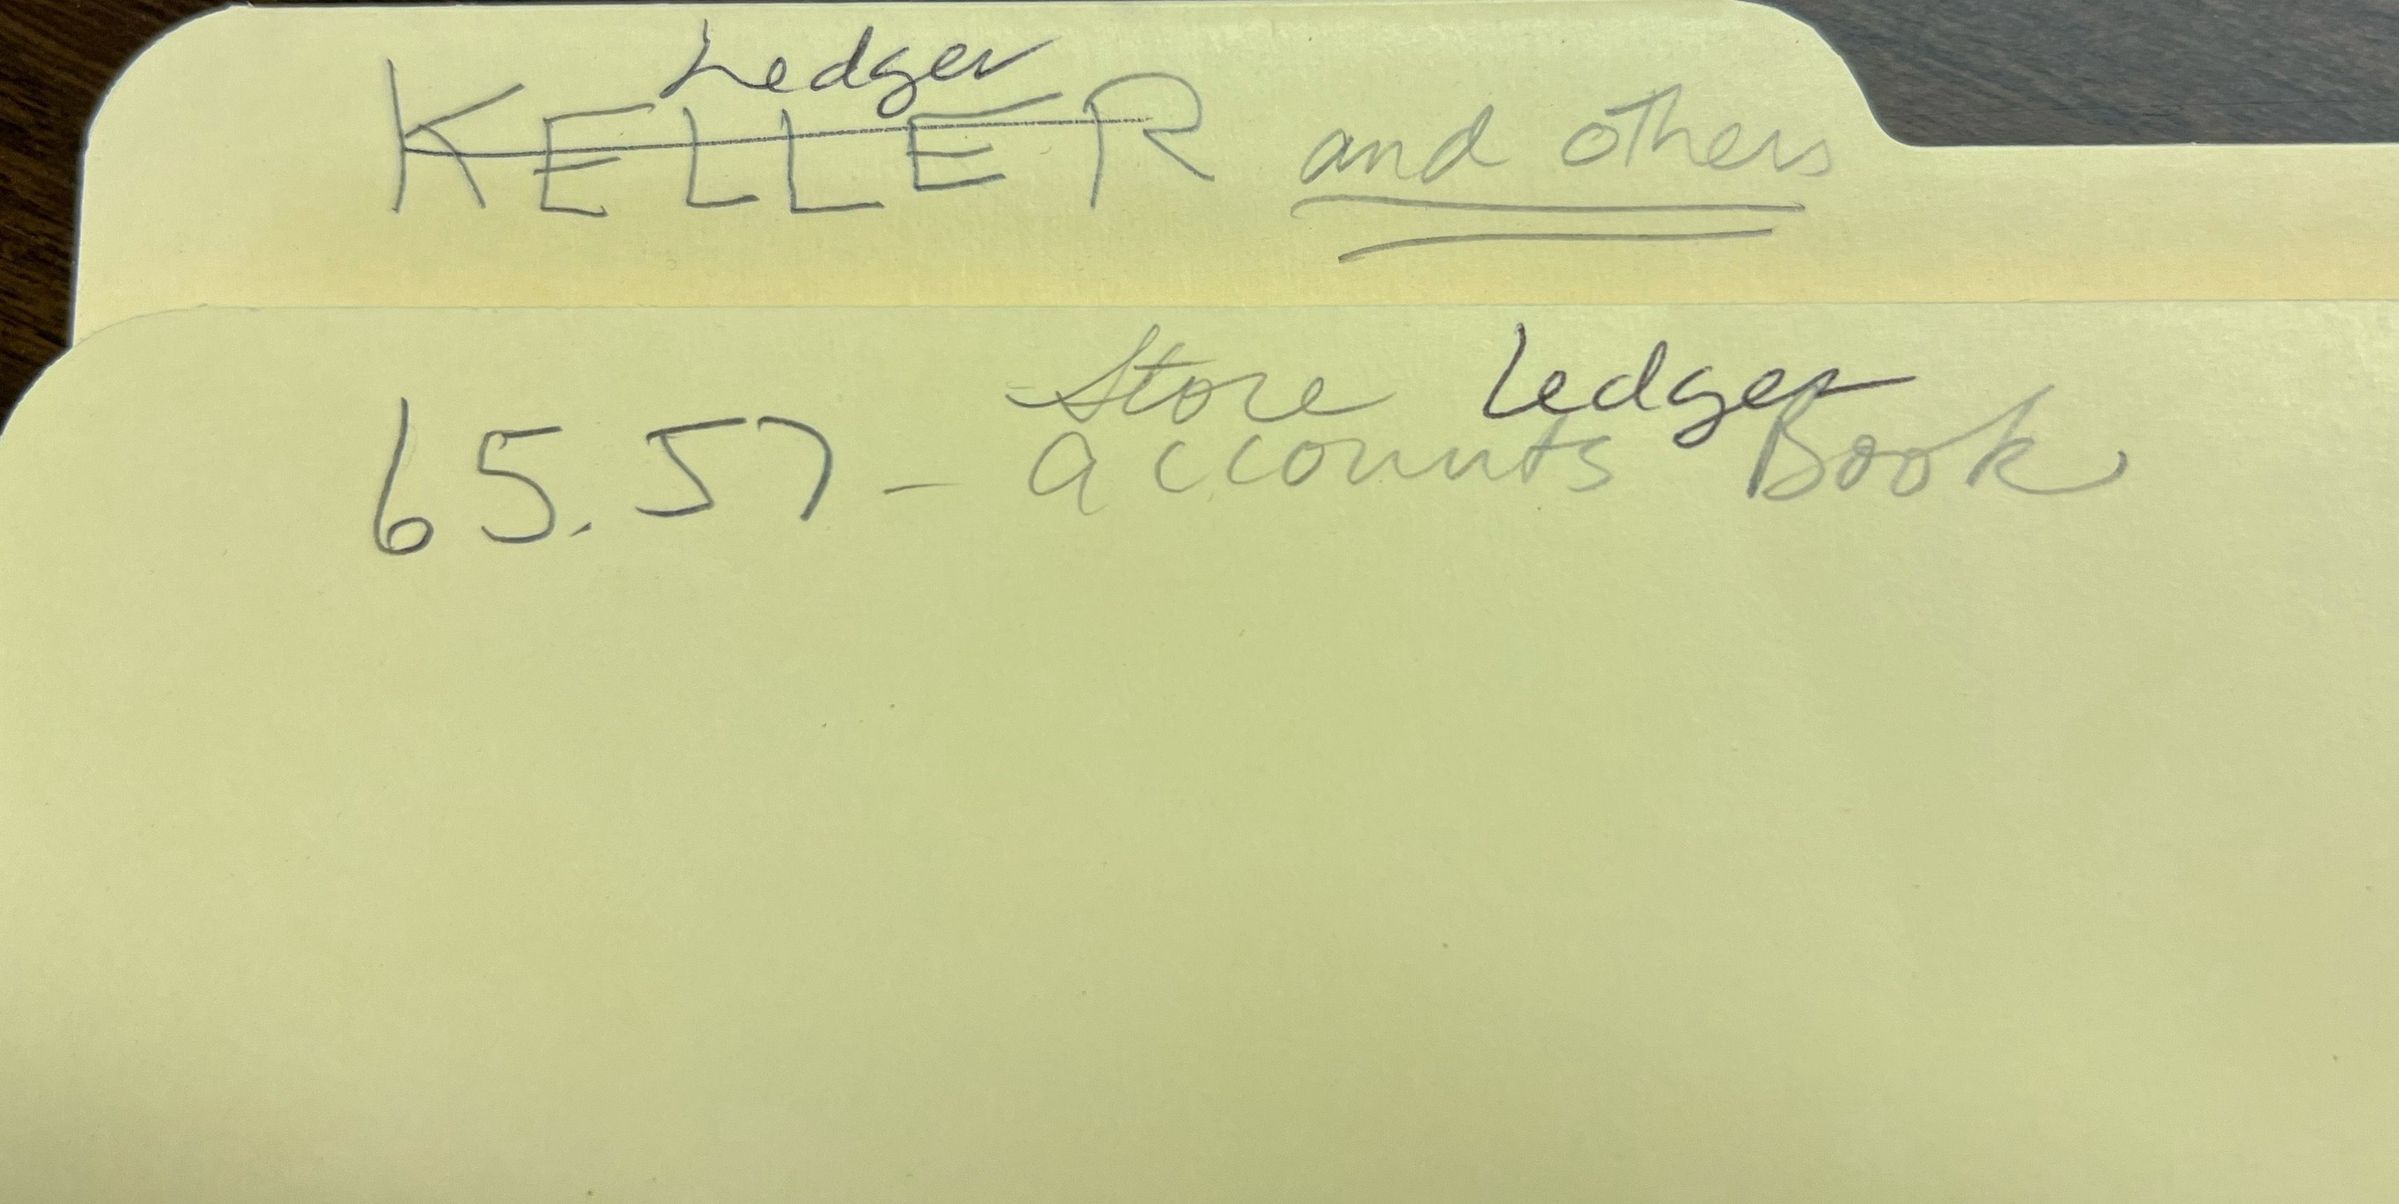 Ledger
KELLER and others
Store Ledger
65.57 - accounts Book